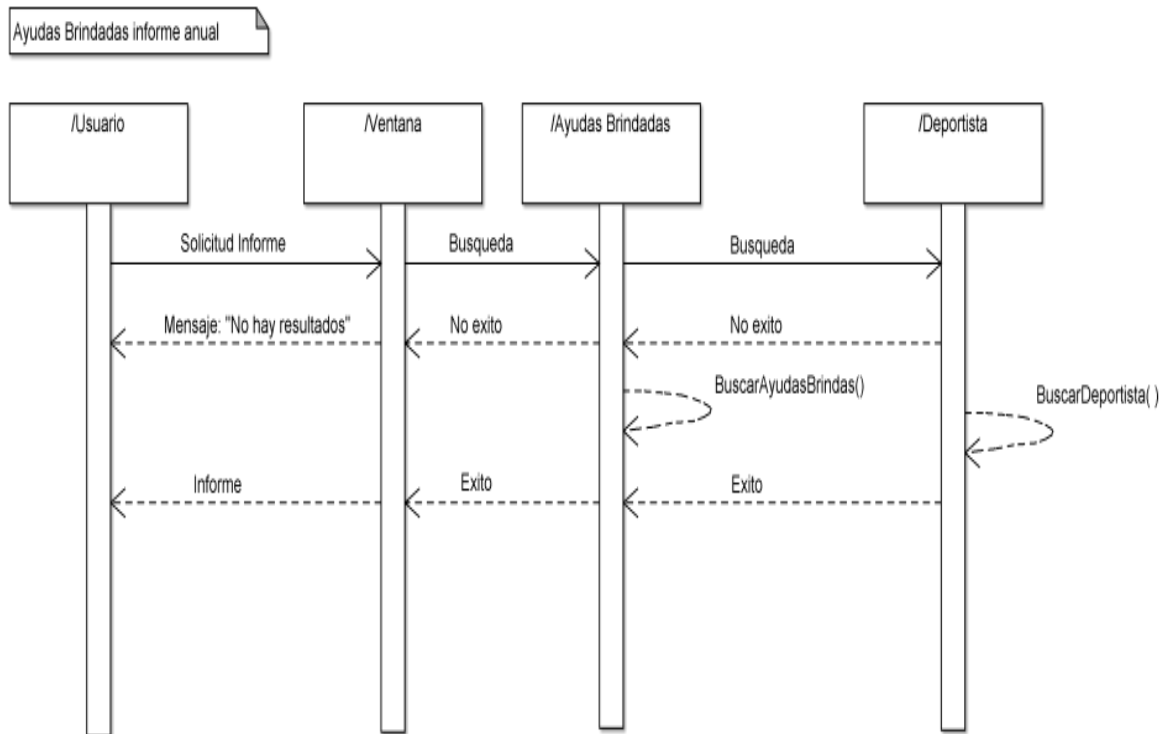 Ayudas Brindadas informe anual
/Usuario
/Ventana
/Ayudas Brindadas
/Deportista
Solicitud Informe
Busqueda
Busqueda
Mensaje: "No hay resultados"
No exito
No exito
BuscarAyudasBrindas()
BuscarDeportista( )
Informe
Exito
Exito